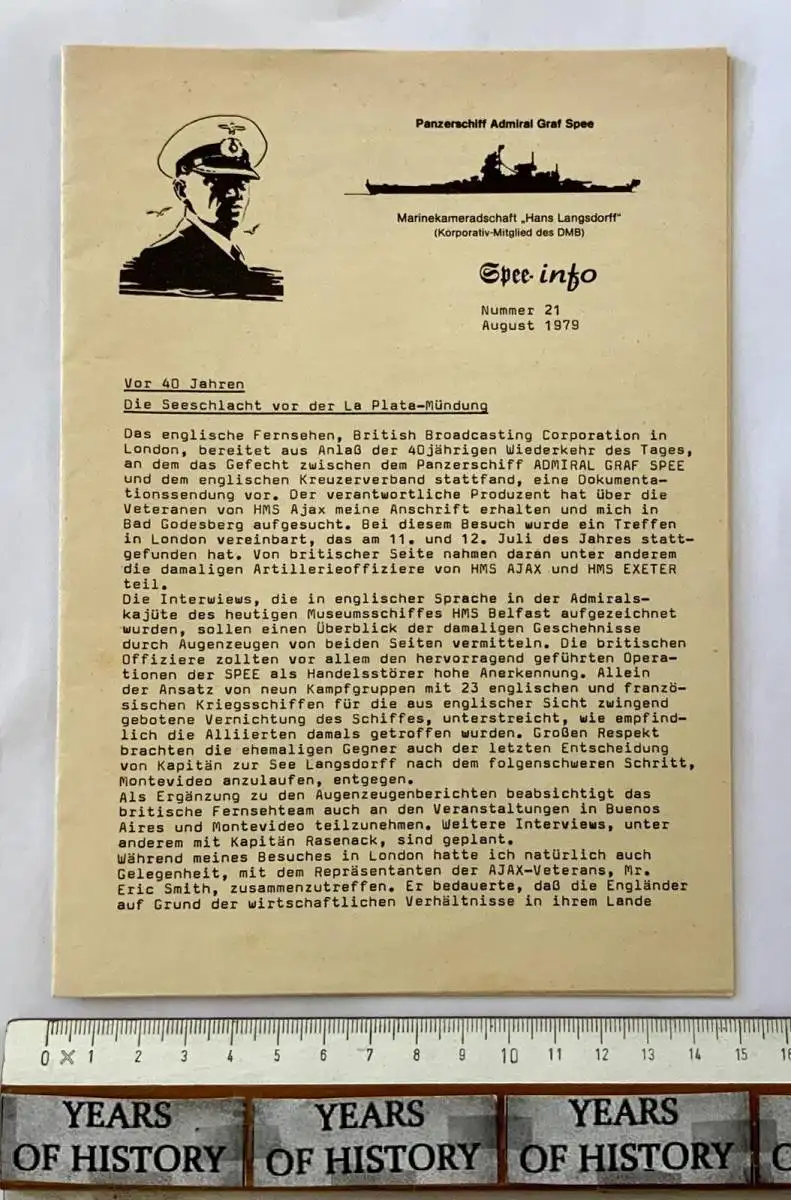 Panzerschiff Admiral Graf Spee
Marinekameradschaft „Hans Langsdorff"
(Korporativ-Mitglied des DMB)
Spee-info
Nummer 21
August 1979
Vor 40 Jahren
Die Seeschlacht vor der La Plata-Mündung
Das englische Fernsehen, British Broadcasting Corporation in
London, bereitet aus Anlaß der 40jährigen Wiederkehr des Tages,
an dem das Gefecht zwischen dem Panzerschiff ADMIRAL GRAF SPEE
und dem englischen Kreuzerverband stattfand, eine Dokumenta-
tionssendung vor. Der verantwortliche Produzent hat über die
Veteranen von HMS Ajax meine Anschrift erhalten und mich in
Bad Godesberg aufgesucht. Bei diesem Besuch wurde ein Treffen
in London vereinbart, das am 11. und 12. Juli des Jahres statt-
gefunden hat. Von britischer Seite nahmen daran unter anderem
die damaligen Artillerieoffiziere von HMS AJAX und HMS EXETER
teil.
Die Interwiews, die in englischer Sprache in der Admirals-
kajüte des heutigen Museumsschiffes HMS Belfast aufgezeichnet
wurden, sollen einen Überblick der damaligen Geschehnisse
durch Augenzeugen von beiden Seiten vermitteln. Die britischen
Offiziere zollten vor allem den hervorragend geführten Opera-
tionen der SPEE als Handelsstörer hohe Anerkennung. Allein
der Ansatz von neun Kampfgruppen mit 23 englischen und franzö-
sischen Kriegsschiffen für die aus englischer Sicht zwingend
gebotene Vernichtung des Schiffes, unterstreicht, wie empfind-
lich die Alliierten damals getroffen wurden. Großen Respekt
brachten die ehemaligen Gegner auch der letzten Entscheidung
von Kapitän zur See Langsdorff nach dem folgenschweren Schritt,
Montevideo anzulaufen, entgegen.
Als Ergänzung zu den Augenzeugenberichten beabsichtigt das
britische Fernsehteam auch an den Veranstaltungen in Buenos
Aires und Montevideo teilzunehmen. Weitere Interviews, unter
anderem mit Kapitän Rasenack, sind geplant.
Während meines Besuches in London hatte ich natürlich auch
Gelegenheit, mit dem Repräsentanten der AJAX-Veterans, Mr.
Eric Smith, zusammenzutreffen. Er bedauerte, daß die Engländer
auf Grund der wirtschaftlichen Verhältnisse in ihrem Lande
0 1 2 3 4 5 6 7 8 9 10 11 12 13 14 15 16
YEARS OF HISTORY
YEARS OF HISTORY
YEARS OF HISTORY